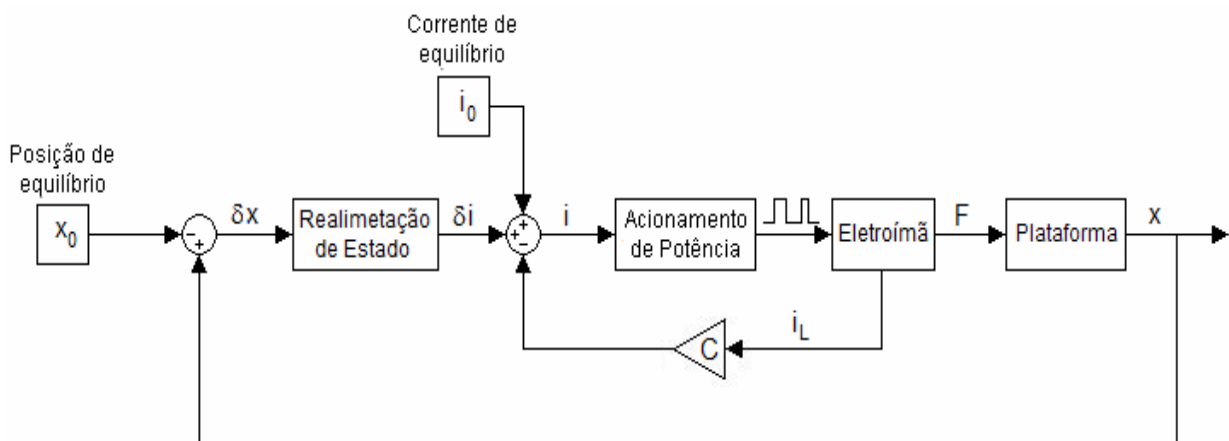 Corrente de
equilíbrio
i0
Posição de
equilíbrio
x0
δx
Realimetação
de Estado
δi
i
Acionamento
de Potência
Eletroímã
F
Plataforma
x
iL
C
− +
+ + −